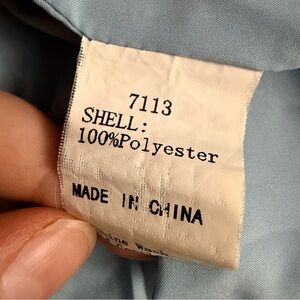 7113
SHELL:
100%Polyester
MADE IN CHINA